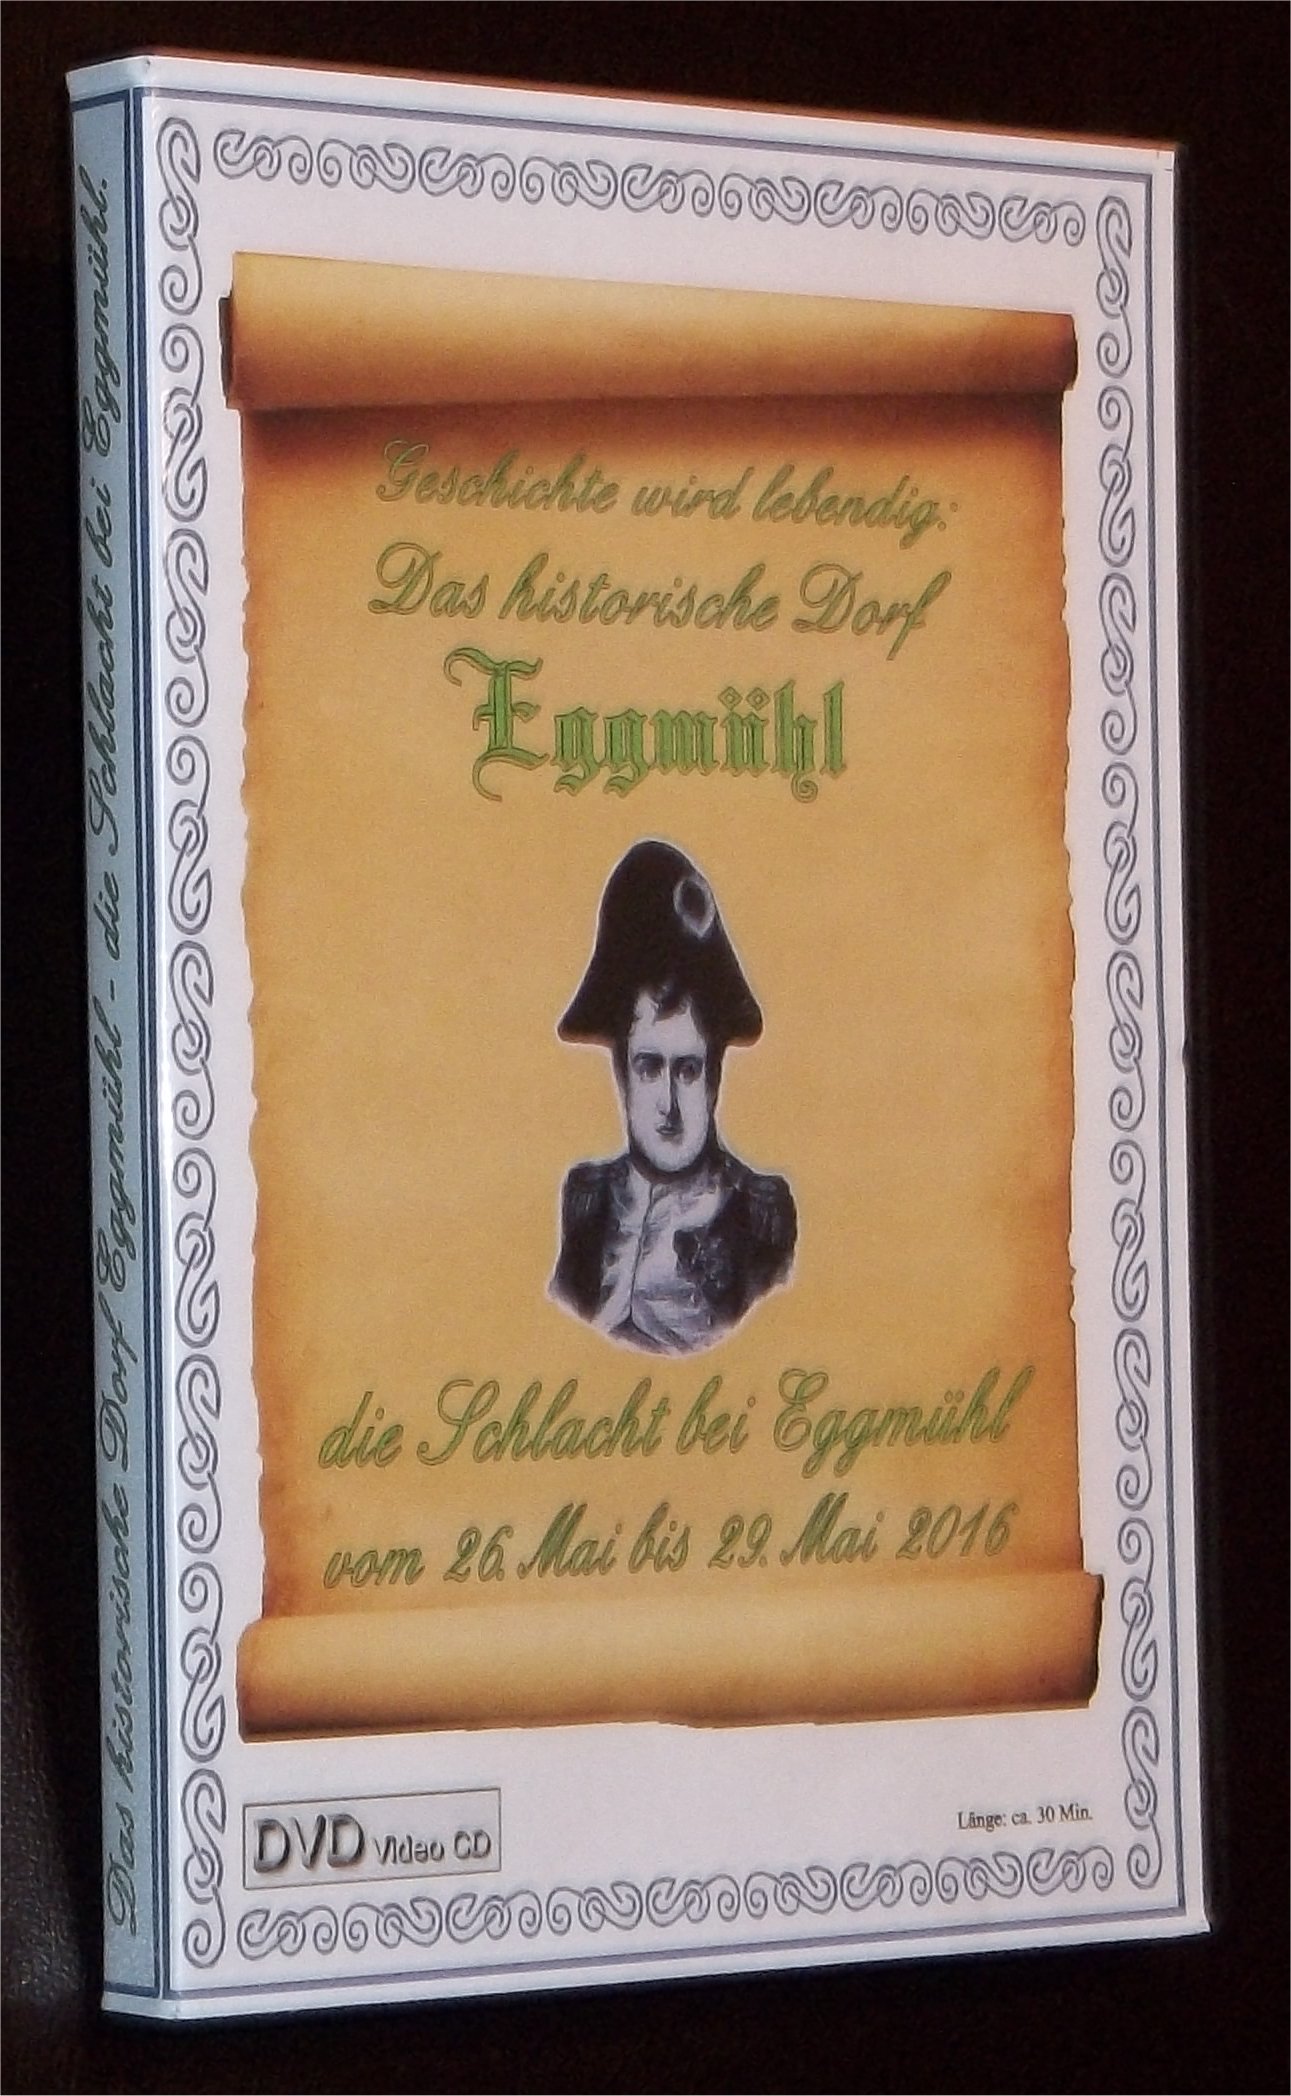 Das historische Dorf Eggmühl - die Schlacht bei Eggmühl.
Geschichte wird lebendig:
Das historische Dorf
Eggmühl
die Schlacht bei Eggmühl
vom 26. Mai bis 29. Mai 2016
DVD Video CD
Länge: ca. 30 Min.